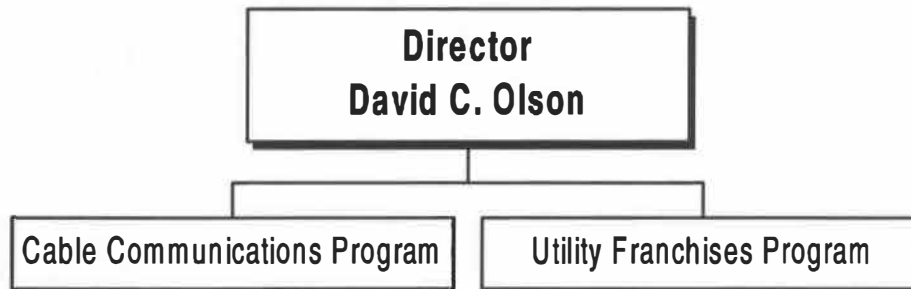 Director
David C. Olson
Cable Communications Program
Utility Franchises Program